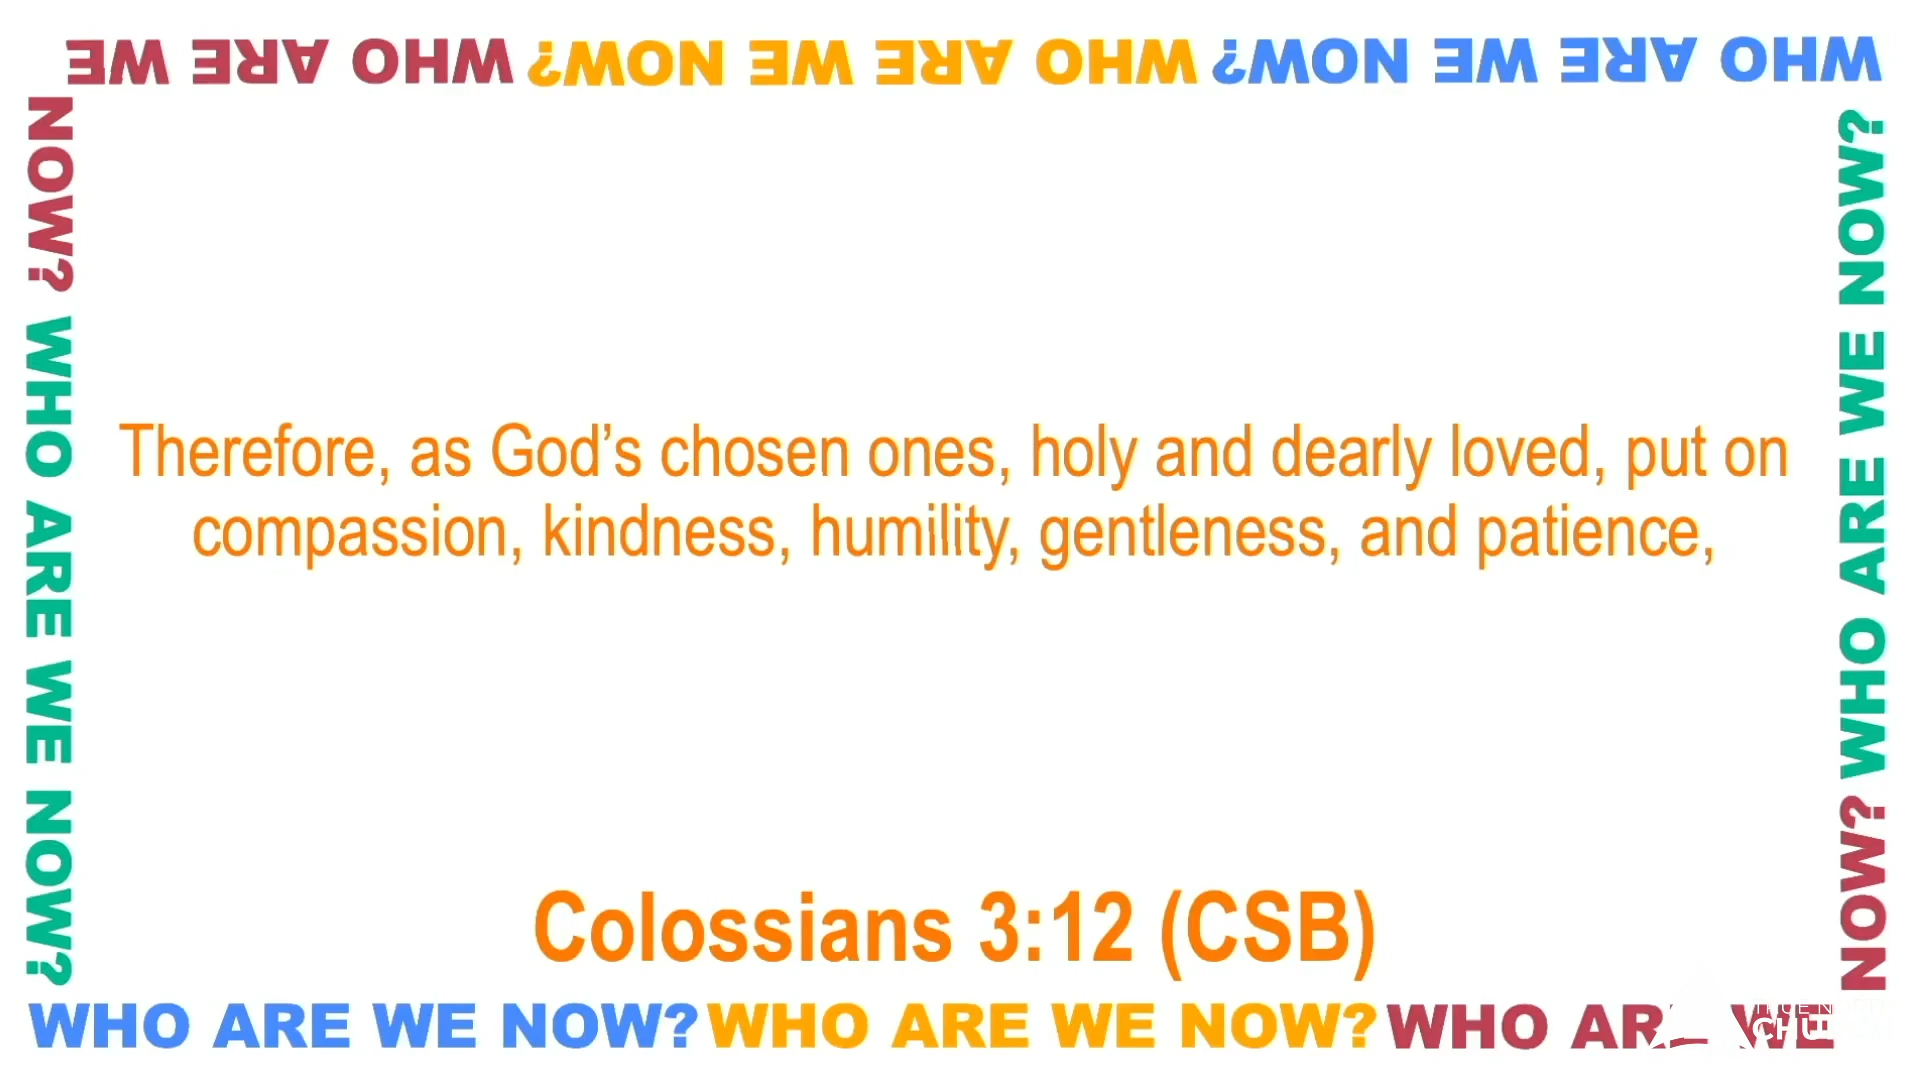 WHO ARE WE NOW? WHO ARE WE NOW? WHO ARE WE
NOW? WHO ARE WE NOW?
Therefore, as God’s chosen ones, holy and dearly loved, put on
compassion, kindness, humility, gentleness, and patience,
Colossians 3:12 (CSB)
WHO ARE WE NOW? WHO ARE WE NOW? WHO ARE WE
NOW? WHO ARE WE NOW?